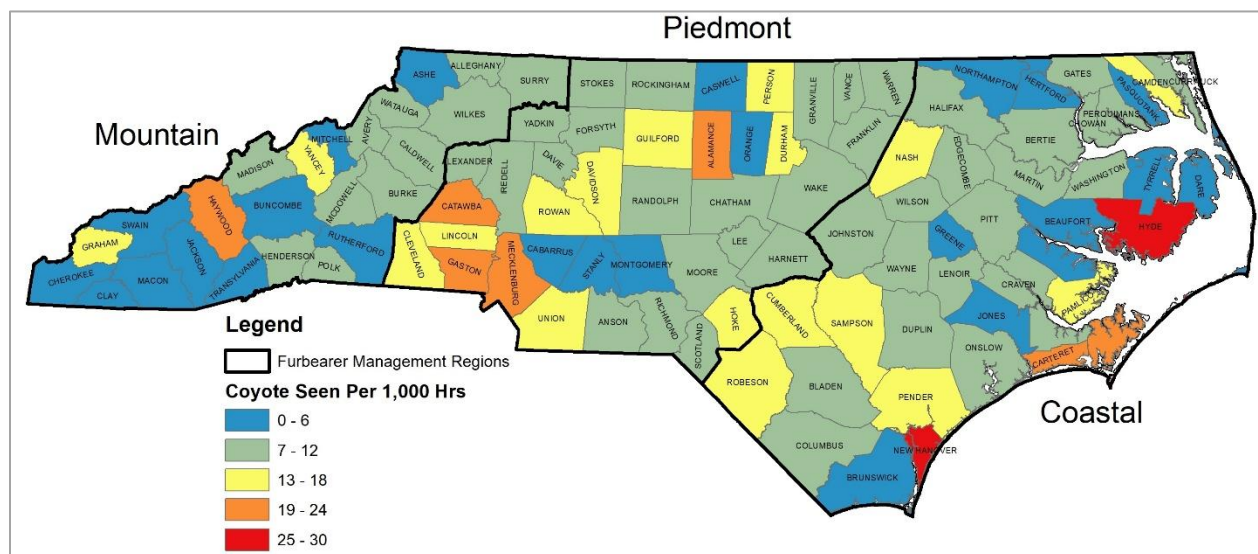 Piedmont
Mountain
Coastal
ASHE
ALLEGHANY
SURRY
STOKES
ROCKINGHAM
CASWELL
PERSON
GRANVILLE
VANCE
WARREN
NORTHAMPTON
HERTFORD
GATES
CAMDEN
CURRITUCK
PASQUOTANK
PERQUIMANS
CHOWAN
HALIFAX
BERTIE
WATAUGA
WILKES
YADKIN
FORSYTH
GUILFORD
ALAMANCE
ORANGE
DURHAM
FRANKLIN
NASH
EDGECOMBE
MARTIN
WASHINGTON
TYRRELL
DARE
MITCHELL
AVERY
CALDWELL
LEXANDER
IREDELL
DAVIE
DAVIDSON
RANDOLPH
CHATHAM
WAKE
WILSON
PITT
BEAUFORT
HYDE
MADISON
YANCEY
MCDOWELL
BURKE
CATAWBA
ROWAN
LEE
JOHNSTON
GREENE
HAYWOOD
BUNCOMBE
RUTHERFORD
CLEVELAND
LINCOLN
GASTON
MECKLENBURG
CABARRUS
STANLY
MONTGOMERY
MOORE
HARNETT
WAYNE
LENOIR
CRAVEN
PAMLICO
SWAIN
GRAHAM
CHEROKEE
CLAY
MACON
JACKSON
TRANSYLVANIA
HENDERSON
POLK
UNION
ANSON
RICHMOND
SCOTLAND
HOKE
CUMBERLAND
SAMPSON
DUPLIN
JONES
ONSLOW
CARTERET
ROBESON
BLADEN
PENDER
COLUMBUS
BRUNSWICK
NEW HANOVER
Legend
Furbearer Management Regions
Coyote Seen Per 1,000 Hrs
0 - 6
7 - 12
13 - 18
19 - 24
25 - 30